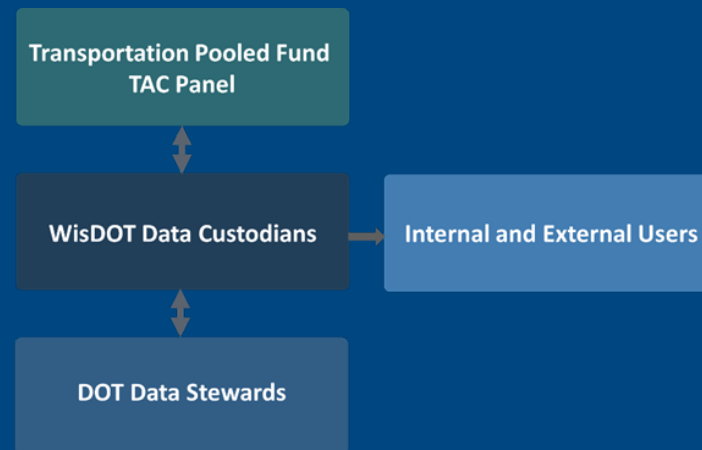 Transportation Pooled Fund
TAC Panel
WisDOT Data Custodians
Internal and External Users
DOT Data Stewards